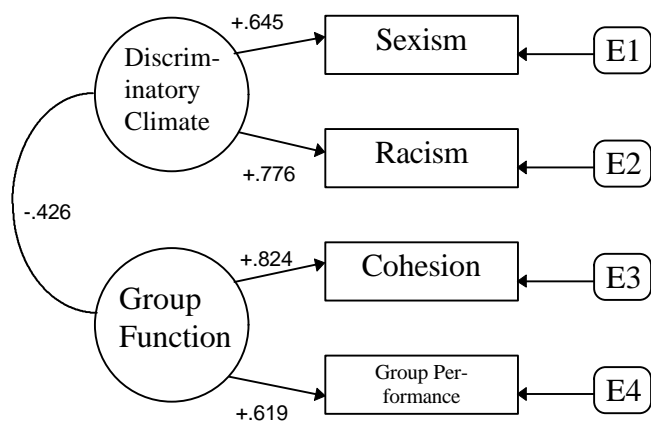 +.645
Sexism
E1
Discrim-
inatory
Climate
+.776
Racism
E2
-.426
+.824
Cohesion
E3
Group
Function
+.619
Group Per-
formance
E4